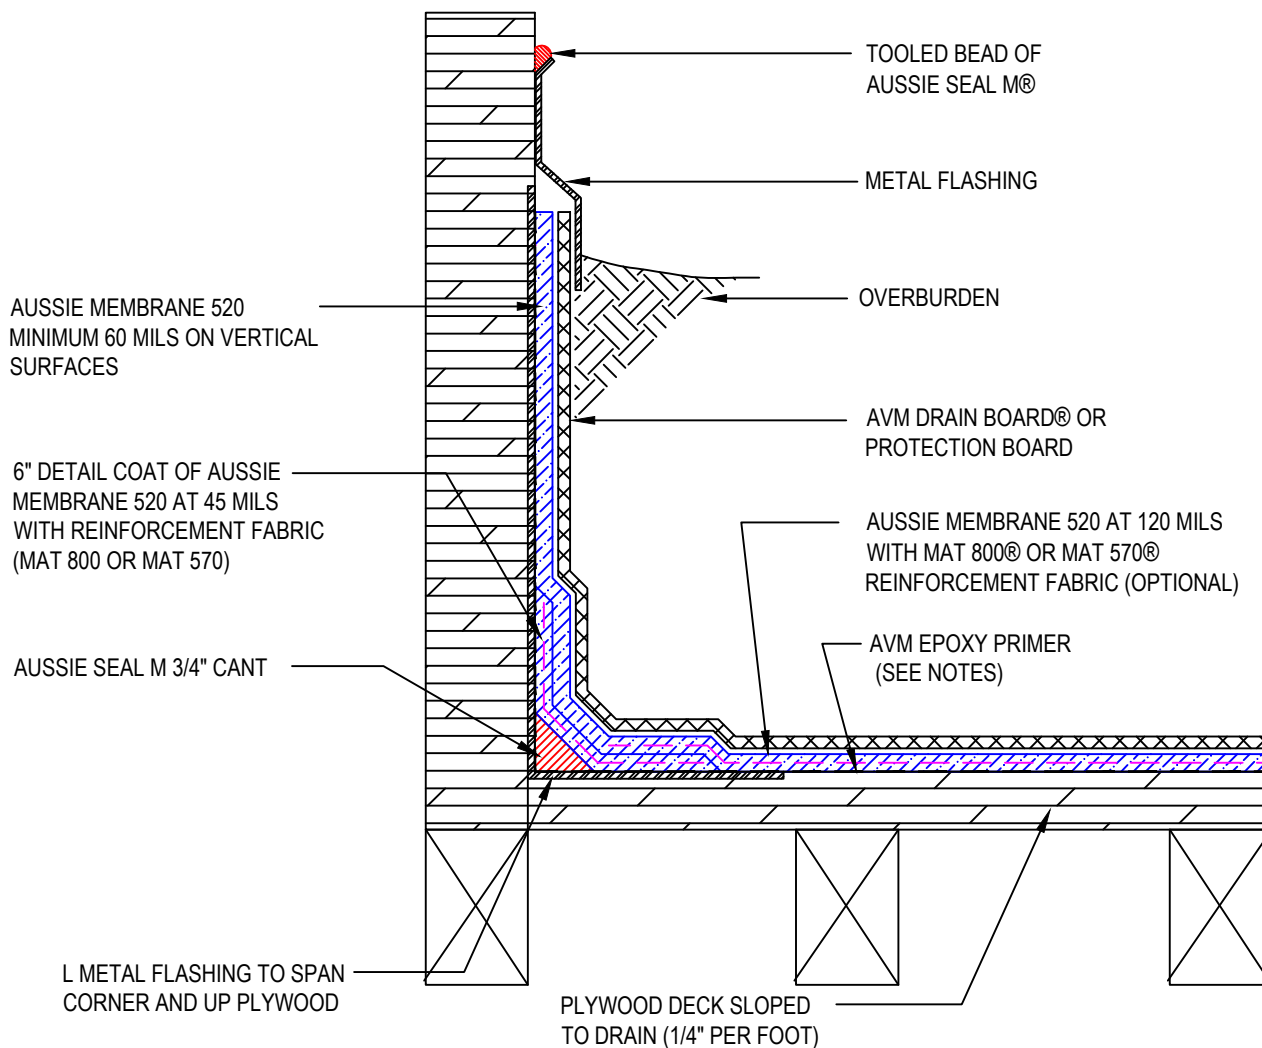 TOOLED BEAD OF
AUSSIE SEAL M®
METAL FLASHING
OVERBURDEN
AUSSIE MEMBRANE 520
MINIMUM 60 MILS ON VERTICAL
SURFACES
AVM DRAIN BOARD® OR
PROTECTION BOARD
6" DETAIL COAT OF AUSSIE
MEMBRANE 520 AT 45 MILS
WITH REINFORCEMENT FABRIC
(MAT 800 OR MAT 570)
AUSSIE MEMBRANE 520 AT 120 MILS
WITH MAT 800® OR MAT 570®
REINFORCEMENT FABRIC (OPTIONAL)
AUSSIE SEAL M 3/4" CANT
AVM EPOXY PRIMER
(SEE NOTES)
L METAL FLASHING TO SPAN
CORNER AND UP PLYWOOD
PLYWOOD DECK SLOPED
TO DRAIN (1/4" PER FOOT)